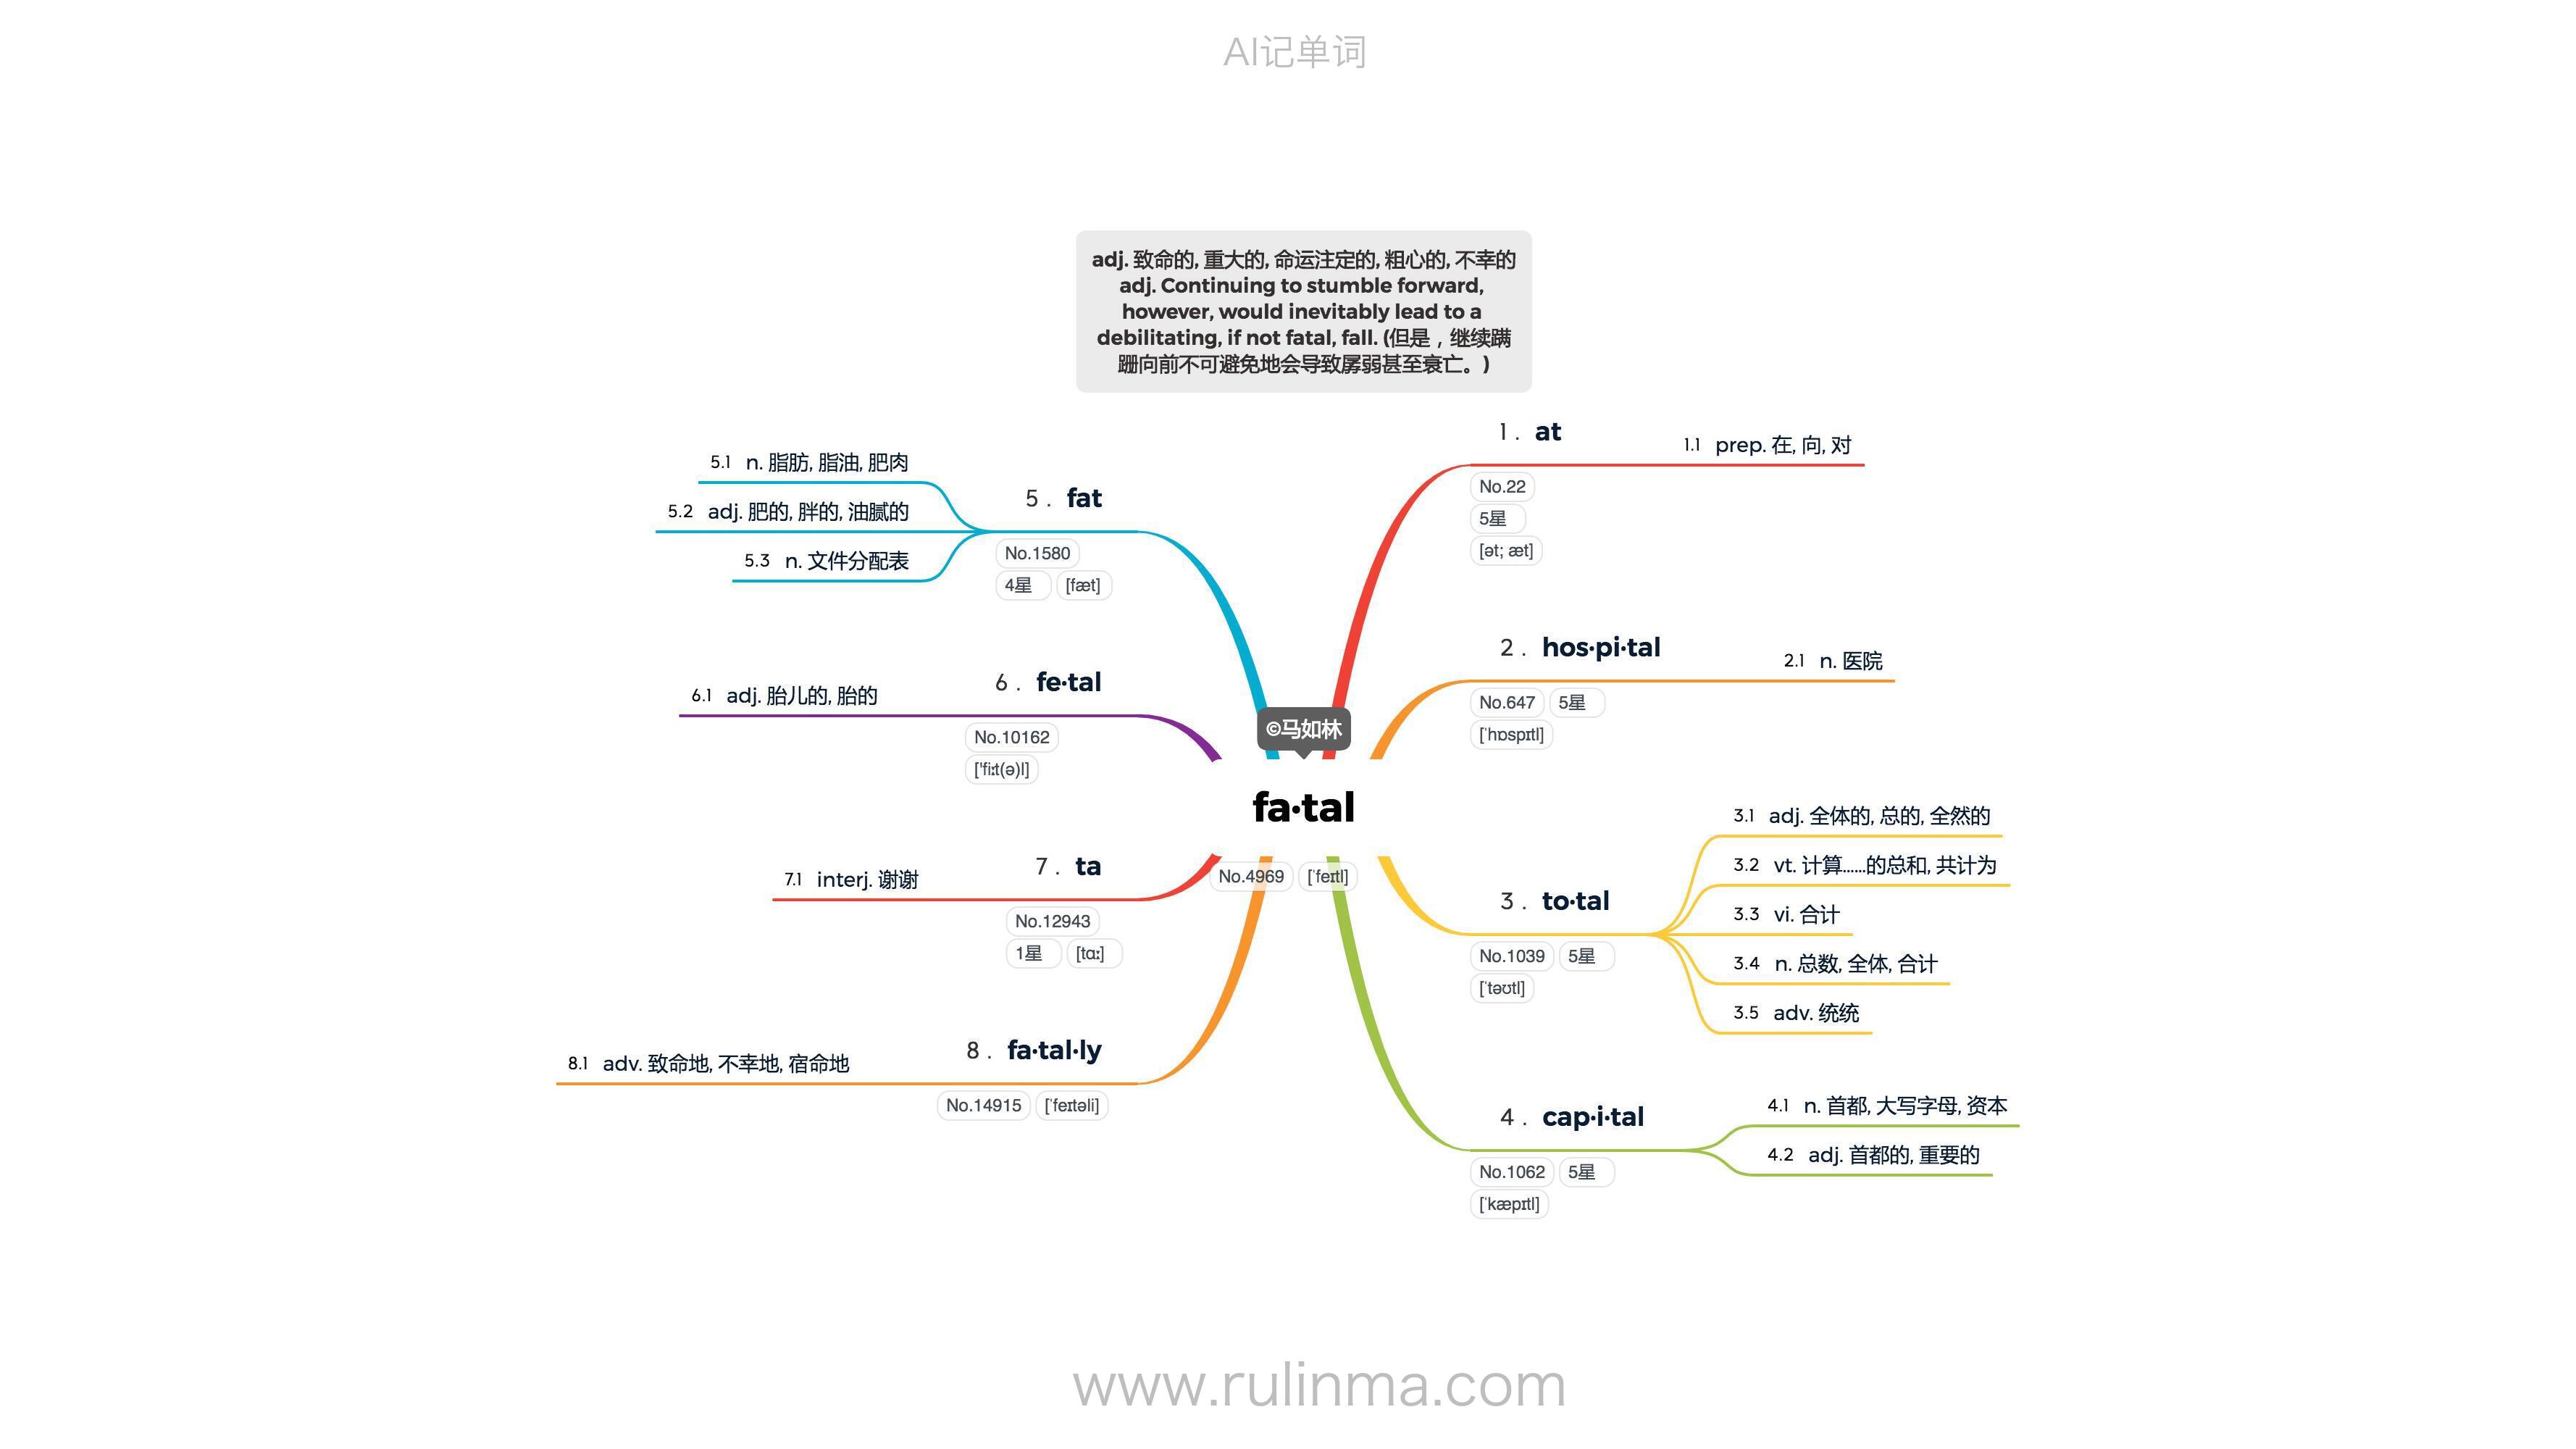 AI记单词
adj. 致命的, 重大的, 命运注定的, 粗心的, 不幸的
adj. Continuing to stumble forward,
however, would inevitably lead to a
debilitating, if not fatal, fall. (但是，继续蹒
跚向前不可避免地会导致孱弱甚至衰亡。)
©马如林
fa·tal
No.4969 [ˈfeɪtl]
1 . at
No.22
5星
[ət; æt]
1.1 prep. 在, 向, 对
2 . hos·pi·tal
No.647 5星
[ˈhɒspɪtl]
2.1 n. 医院
3 . to·tal
No.1039 5星
[ˈtəʊtl]
3.1 adj. 全体的, 总的, 全然的
3.2 vt. 计算……的总和, 共计为
3.3 vi. 合计
3.4 n. 总数, 全体, 合计
3.5 adv. 统统
4 . cap·i·tal
No.1062 5星
[ˈkæpɪtl]
4.1 n. 首都, 大写字母, 资本
4.2 adj. 首都的, 重要的
5 . fat
No.1580
4星 [fæt]
5.1 n. 脂肪, 脂油, 肥肉
5.2 adj. 肥的, 胖的, 油腻的
5.3 n. 文件分配表
6 . fe·tal
No.10162
['fiːt(ə)l]
6.1 adj. 胎儿的, 胎的
7 . ta
No.12943
1星 [tɑː]
7.1 interj. 谢谢
8 . fa·tal·ly
No.14915 [ˈfeɪtəli]
8.1 adv. 致命地, 不幸地, 宿命地
www.rulinma.com